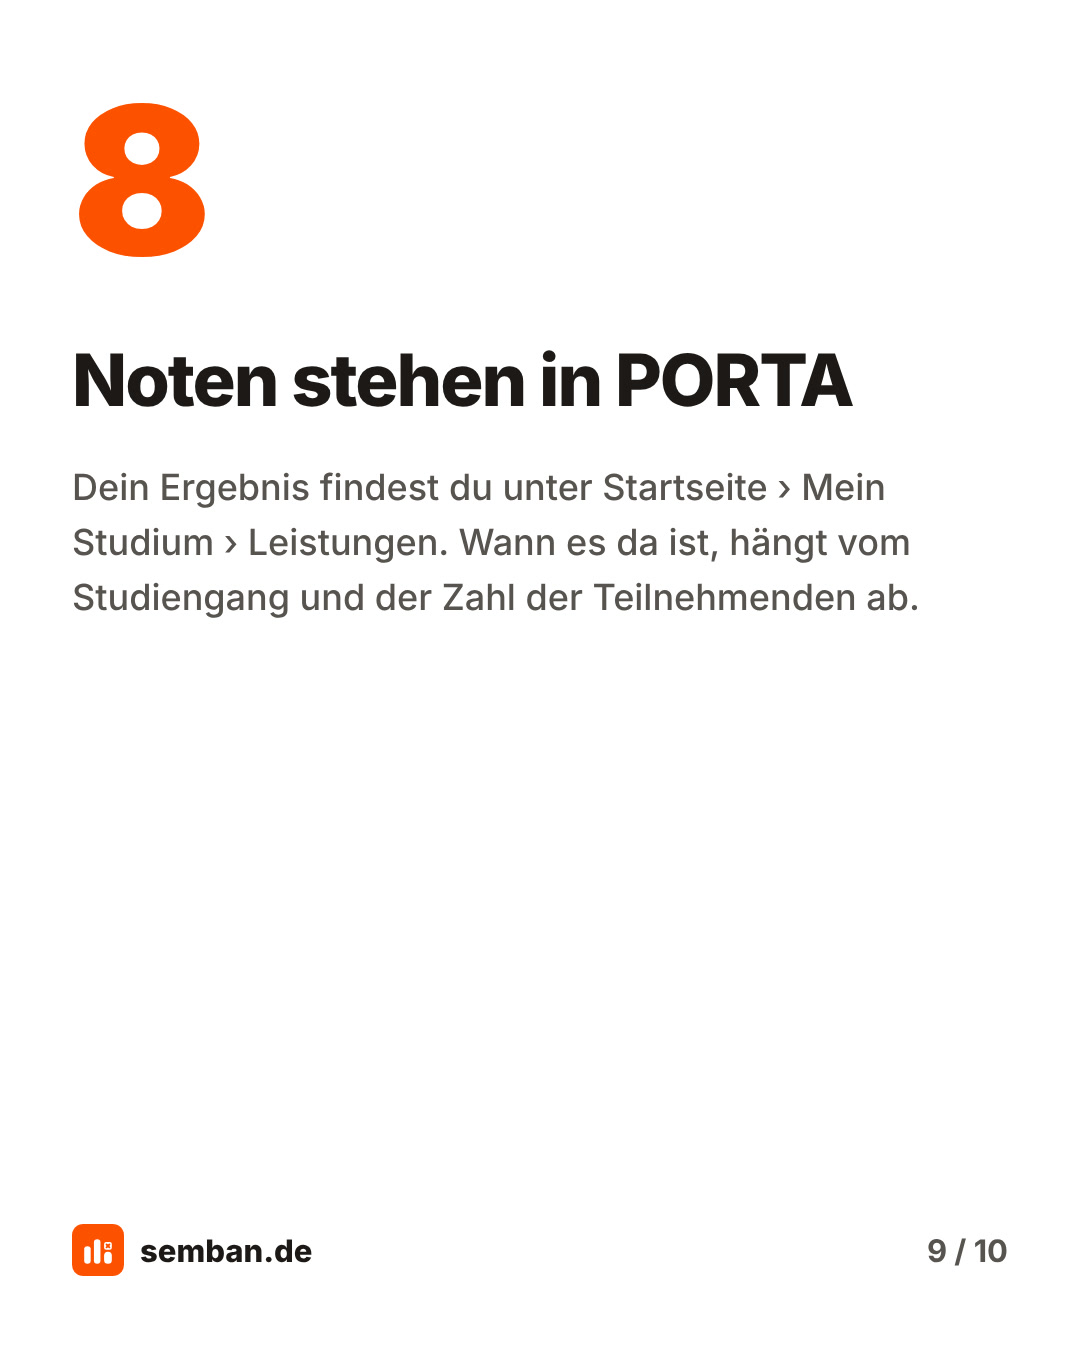 8
Noten stehen in PORTA
Dein Ergebnis findest du unter Startseite › Mein
Studium › Leistungen. Wann es da ist, hängt vom
Studiengang und der Zahl der Teilnehmenden ab.
semban.de
9 / 10